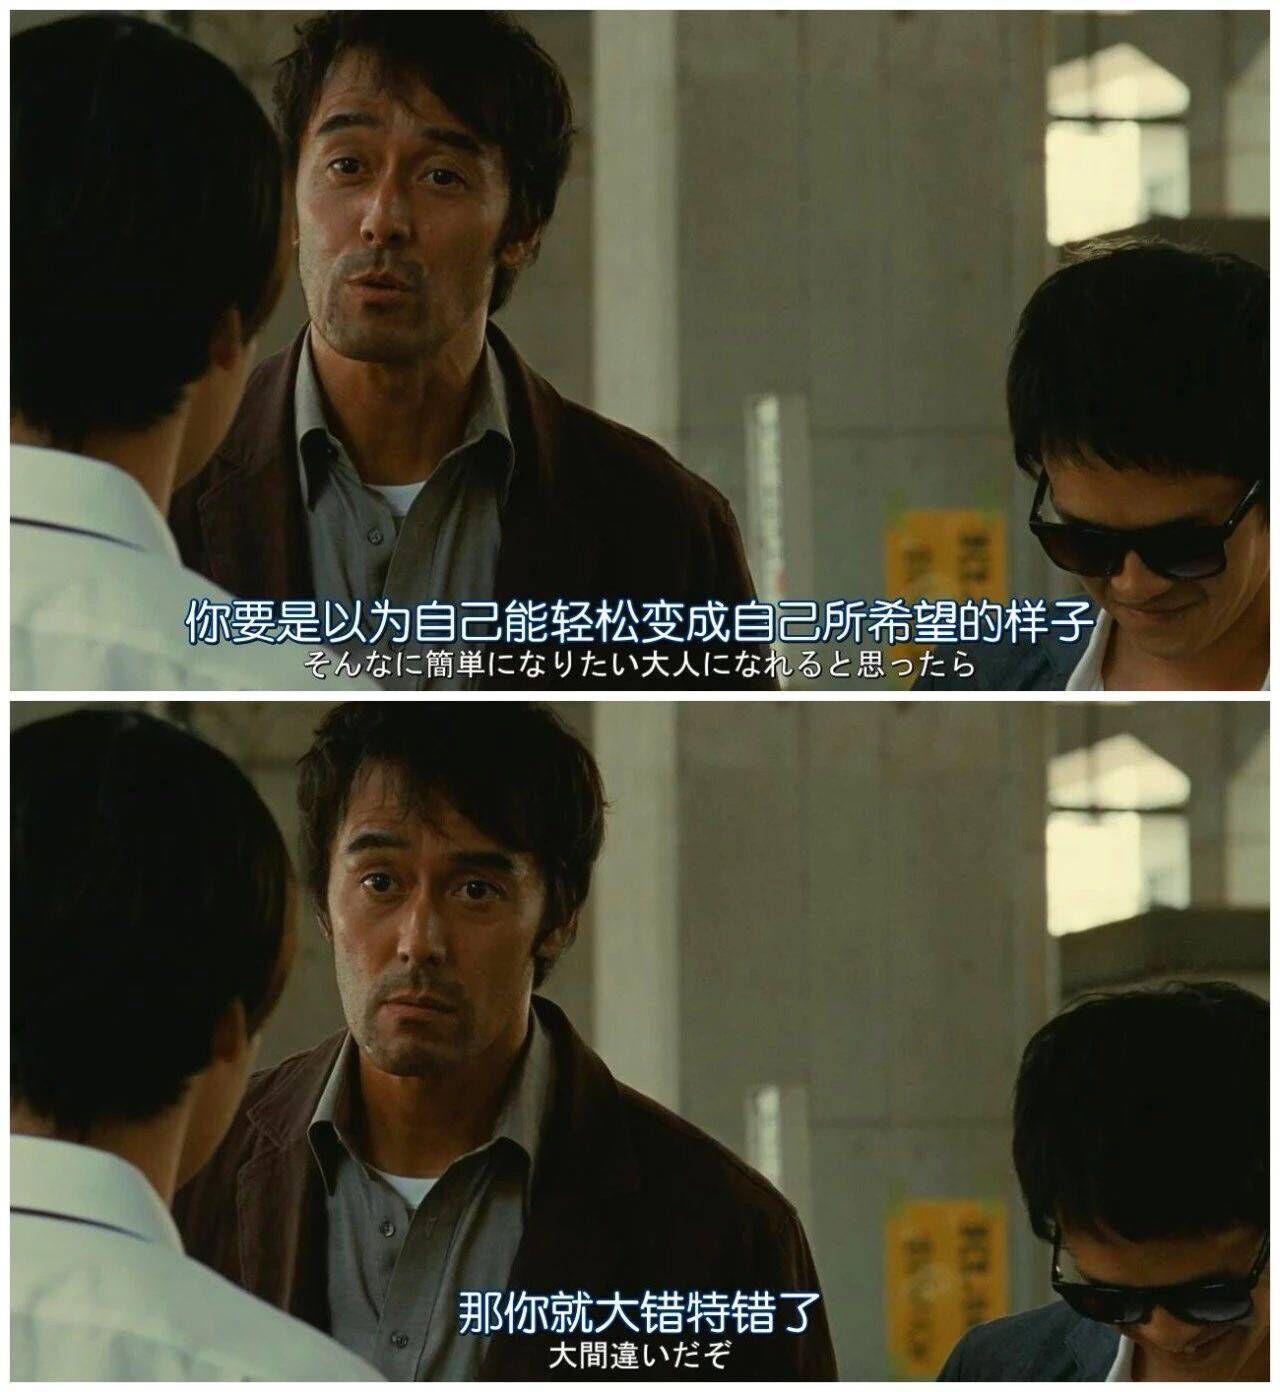 你要是以为自己能轻松变成自己所希望的样子
そんなに簡単になりたい大人になれると思ったら
那你就大错特错了
大間違いだぞ